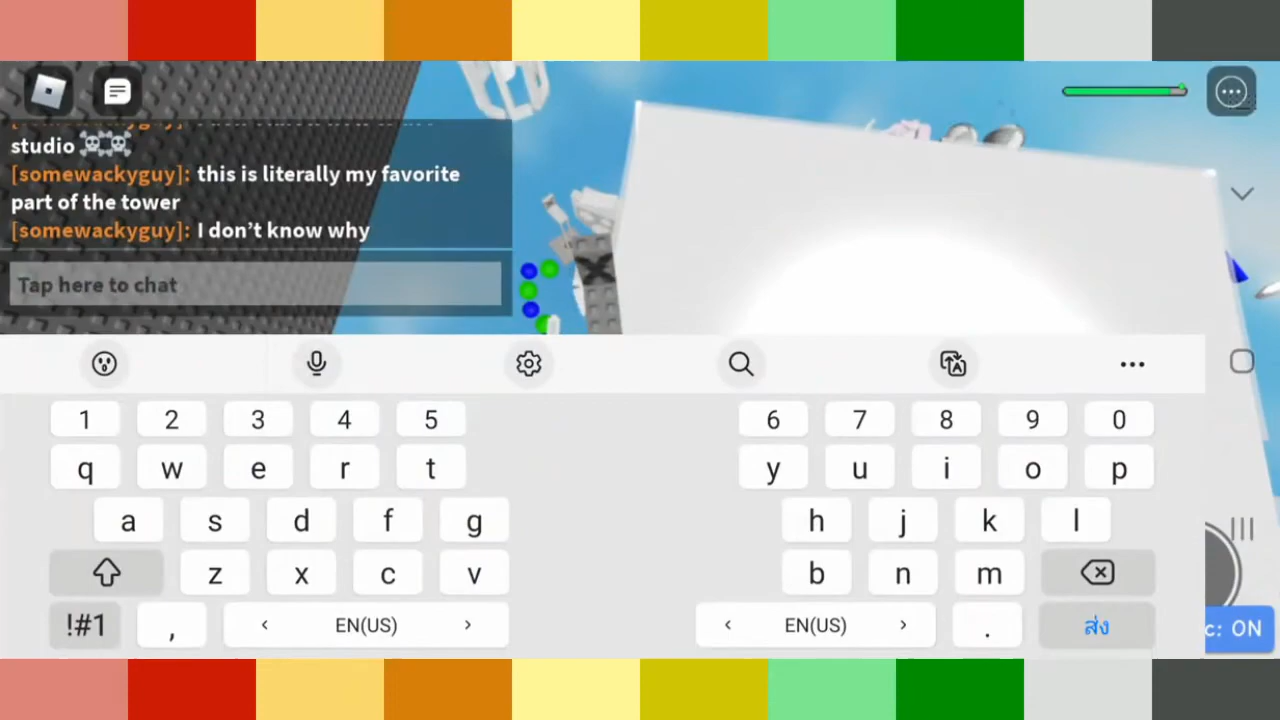 studio ☠️☠️
[somewackyguy]: this is literally my favorite
part of the tower
[somewackyguy]: I don’t know why
Tap here to chat
1 2 3 4 5 6 7 8 9 0
q w e r t y u i o p
a s d f g h j k l
z x c v b n m
!#1 , < EN(US) > < EN(US) > . ส่ง
c: ON